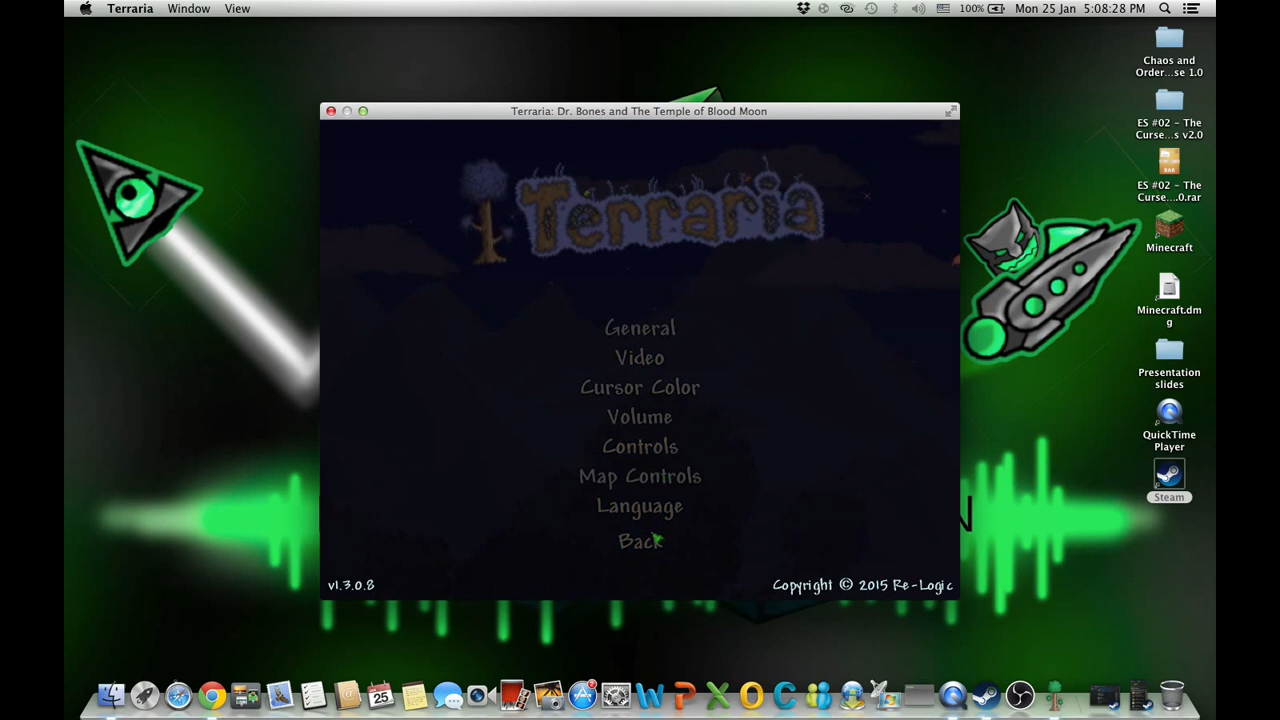 Terraria Window View
100% Mon 25 Jan 5:08:28 PM
Chaos and
Order...se 1.0
ES #02 - The
Curse...s v2.0
RAR
ES #02 - The
Curse....0.rar
Minecraft
Minecraft.dm
g
Presentation
slides
QuickTime
Player
Steam
Terraria: Dr. Bones and The Temple of Blood Moon
Terraria
General
Video
Cursor Color
Volume
Controls
Map Controls
Language
Back
v1.3.0.8
Copyright © 2015 Re-Logic
N
25